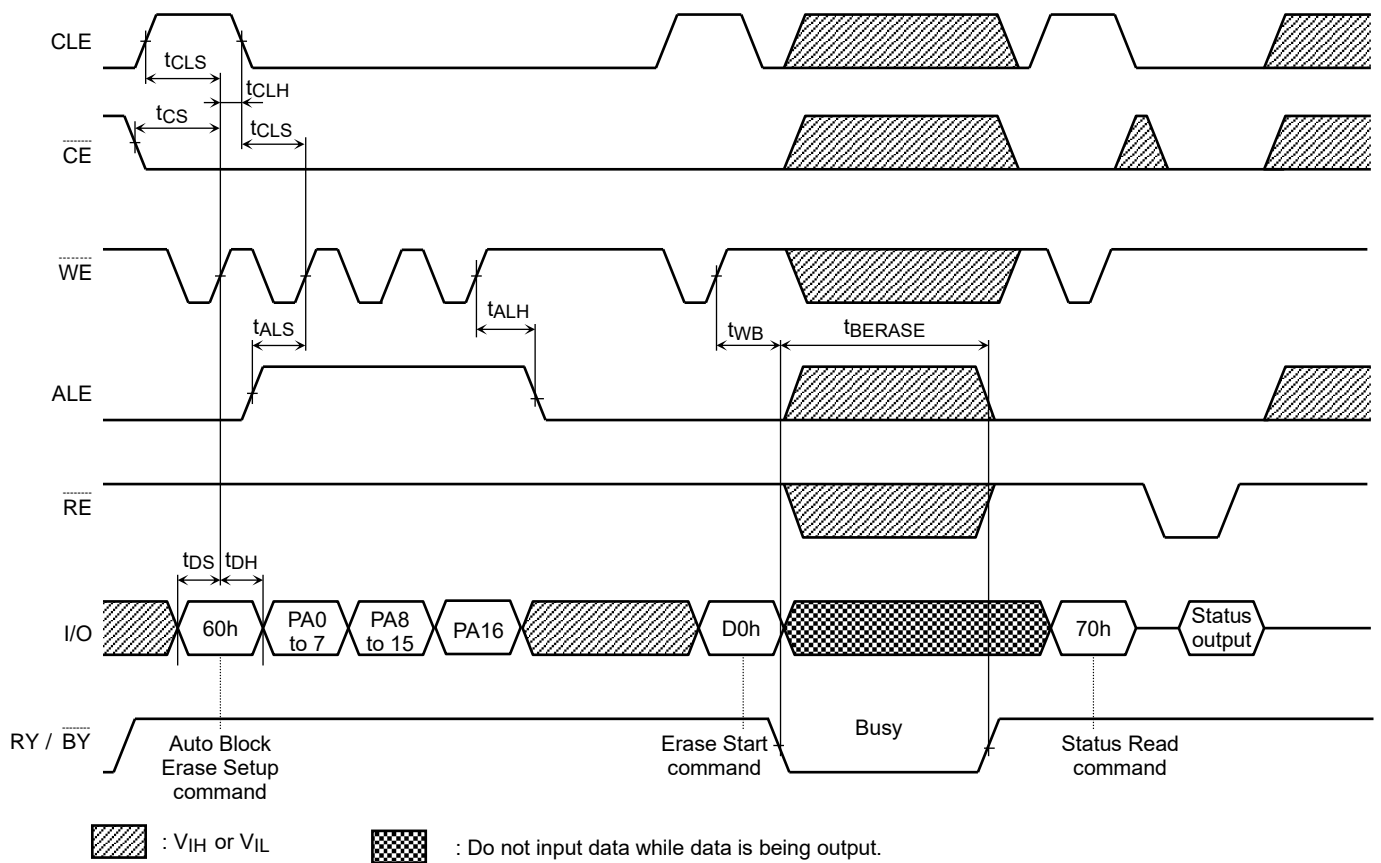 CLE
tCLS
tCLH
tCS
tCLS
CE
WE
tALS
tALH
tWB
tBERASE
ALE
RE
tDS
tDH
I/O
60h
PA0
to 7
PA8
to 15
PA16
D0h
70h
Status
output
RY / BY
Auto Block
Erase Setup
command
Erase Start
command
Busy
Status Read
command
: VIH or VIL
: Do not input data while data is being output.